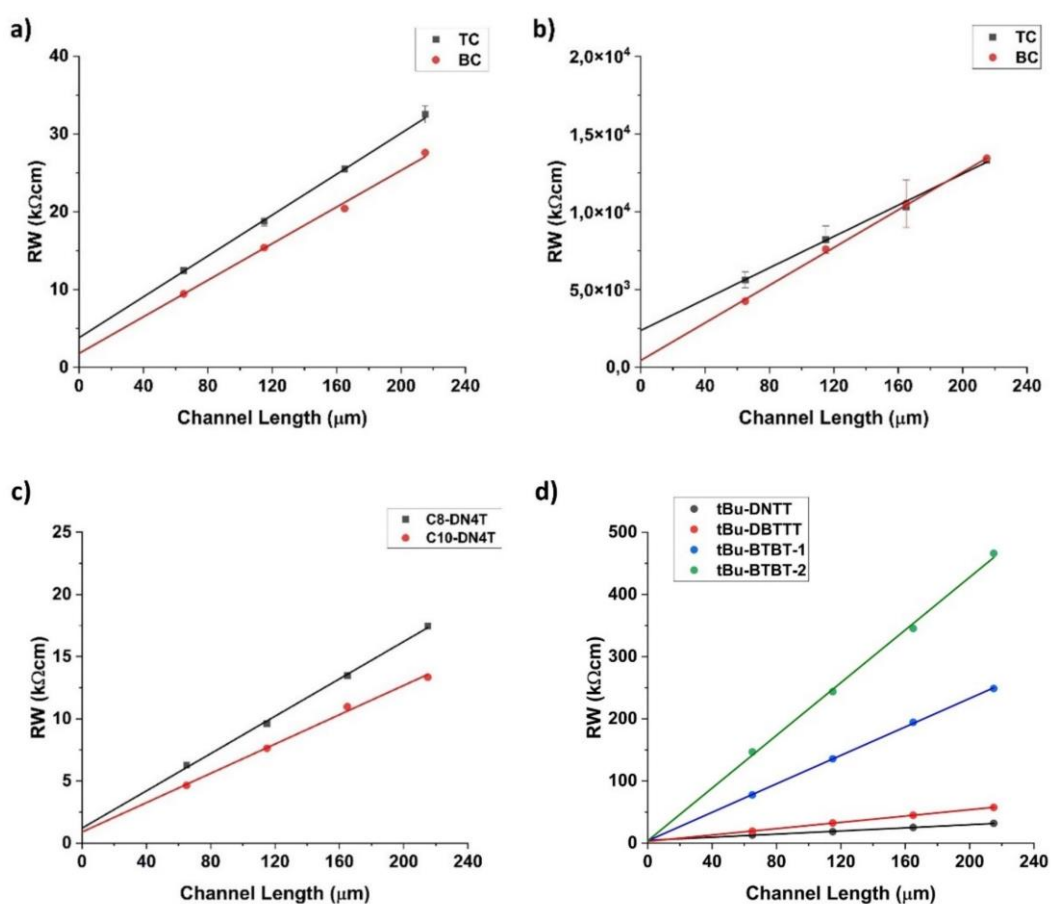 a)
TC
BC
40
30
20
10
0
RW (kΩcm)
0 40 80 120 160 200 240
Channel Length (μm)
b)
TC
BC
2,0×10⁴
1,5×10⁴
1,0×10⁴
5,0×10³
0,0
RW (kΩcm)
0 40 80 120 160 200 240
Channel Length (μm)
c)
C8-DN4T
C10-DN4T
25
20
15
10
5
0
RW (kΩcm)
0 40 80 120 160 200 240
Channel Length (μm)
d)
tBu-DNTT
tBu-DBTTT
tBu-BTBT-1
tBu-BTBT-2
500
400
300
200
100
0
RW (kΩcm)
0 40 80 120 160 200 240
Channel Length (μm)